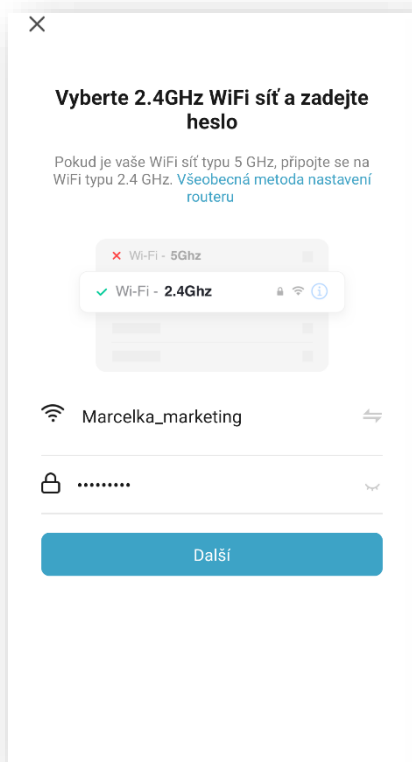 Vyberte 2.4GHz WiFi síť a zadejte
heslo
Pokud je vaše WiFi síť typu 5 GHz, připojte se na
WiFi typu 2.4 GHz. Všeobecná metoda nastavení
routeru
Wi-Fi - 5Ghz
Wi-Fi - 2.4Ghz
Marcelka_marketing
•••••••••
Další